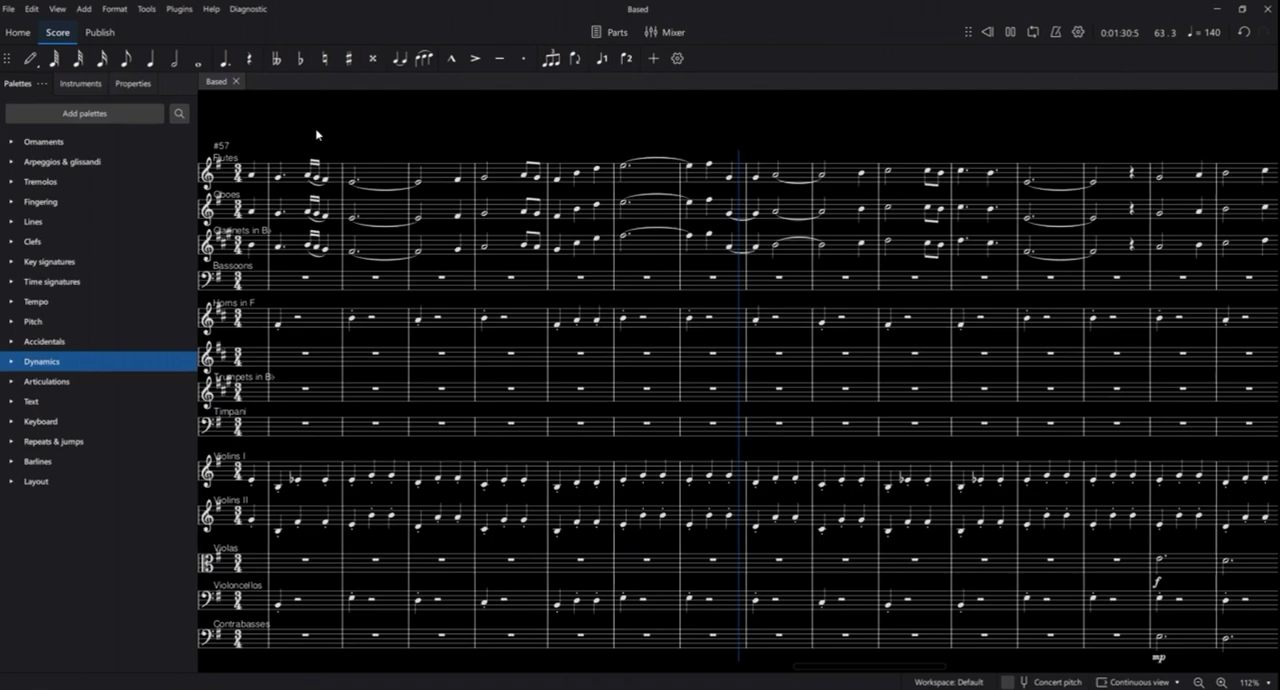 File Edit View Add Format Tools Plugins Help Diagnostic
Based
Home Score Publish
Parts Mixer
0:01:30:5 63. 3 = 140
Palettes Instruments Properties
Based
Add palettes
Ornaments
Arpeggios & glissandi
Tremolos
Fingering
Lines
Clefs
Key signatures
Time signatures
Tempo
Pitch
Accidentals
Dynamics
Articulations
Text
Keyboard
Repeats & jumps
Barlines
Layout
#57
Flutes
Oboes
Clarinets in B♭
Bassoons
Horns in F
Trumpets in B♭
Timpani
Violins I
Violins II
Violas
f
Violoncellos
Contrabasses
mp
Workspace: Default Concert pitch Continuous view 112%